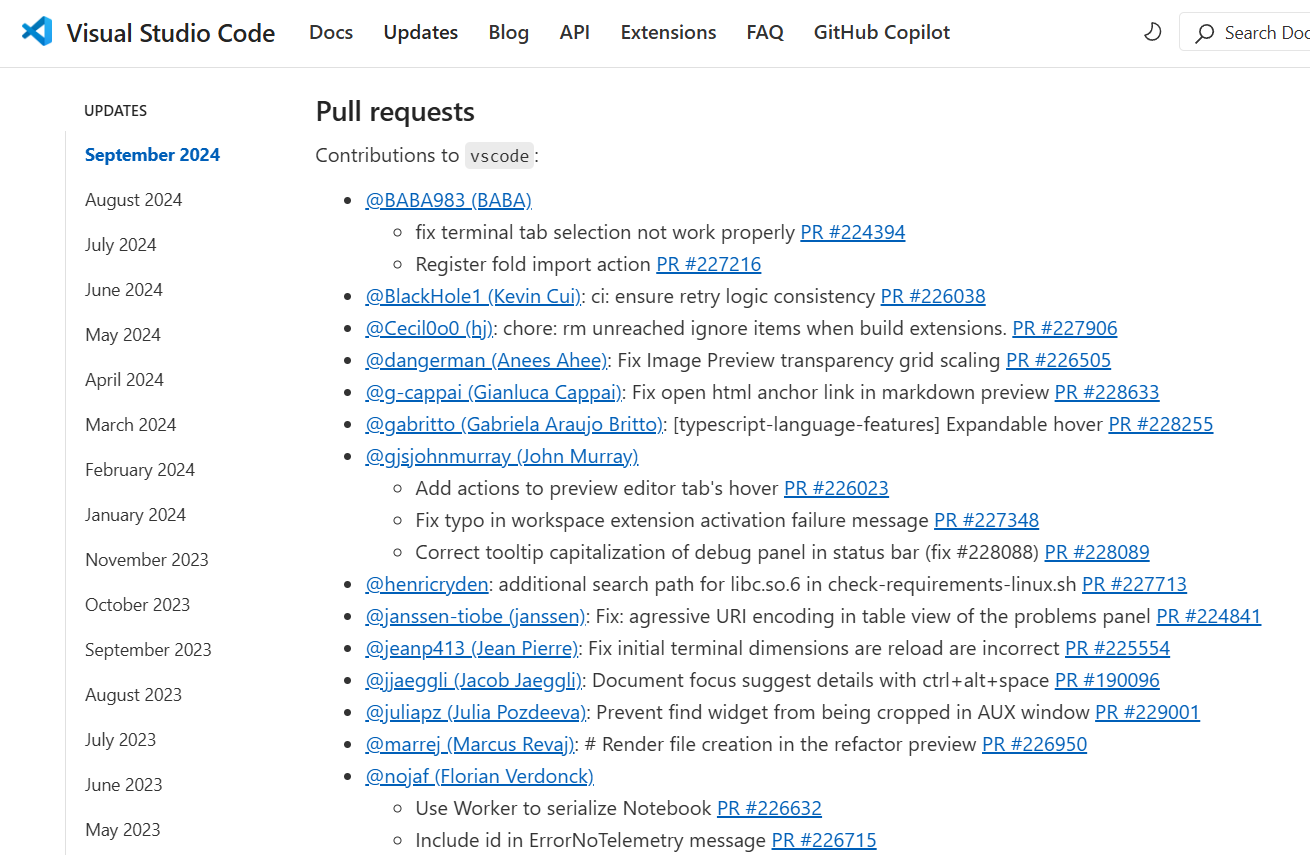 Visual Studio Code Docs Updates Blog API Extensions FAQ GitHub Copilot Search Doc
UPDATES
September 2024
August 2024
July 2024
June 2024
May 2024
April 2024
March 2024
February 2024
January 2024
November 2023
October 2023
September 2023
August 2023
July 2023
June 2023
May 2023
Pull requests
Contributions to vscode:
• @BABA983 (BABA)
◦ fix terminal tab selection not work properly PR #224394
◦ Register fold import action PR #227216
• @BlackHole1 (Kevin Cui): ci: ensure retry logic consistency PR #226038
• @Cecil0o0 (hj): chore: rm unreached ignore items when build extensions. PR #227906
• @dangerman (Anees Ahee): Fix Image Preview transparency grid scaling PR #226505
• @g-cappai (Gianluca Cappai): Fix open html anchor link in markdown preview PR #228633
• @gabritto (Gabriela Araujo Britto): [typescript-language-features] Expandable hover PR #228255
• @gjsjohnmurray (John Murray)
◦ Add actions to preview editor tab's hover PR #226023
◦ Fix typo in workspace extension activation failure message PR #227348
◦ Correct tooltip capitalization of debug panel in status bar (fix #228088) PR #228089
• @henricryden: additional search path for libc.so.6 in check-requirements-linux.sh PR #227713
• @janssen-tiobe (janssen): Fix: agressive URI encoding in table view of the problems panel PR #224841
• @jeanp413 (Jean Pierre): Fix initial terminal dimensions are reload are incorrect PR #225554
• @jjaeggli (Jacob Jaeggli): Document focus suggest details with ctrl+alt+space PR #190096
• @juliapz (Julia Pozdeeva): Prevent find widget from being cropped in AUX window PR #229001
• @marrej (Marcus Revaj): # Render file creation in the refactor preview PR #226950
• @nojaf (Florian Verdonck)
◦ Use Worker to serialize Notebook PR #226632
◦ Include id in ErrorNoTelemetry message PR #226715